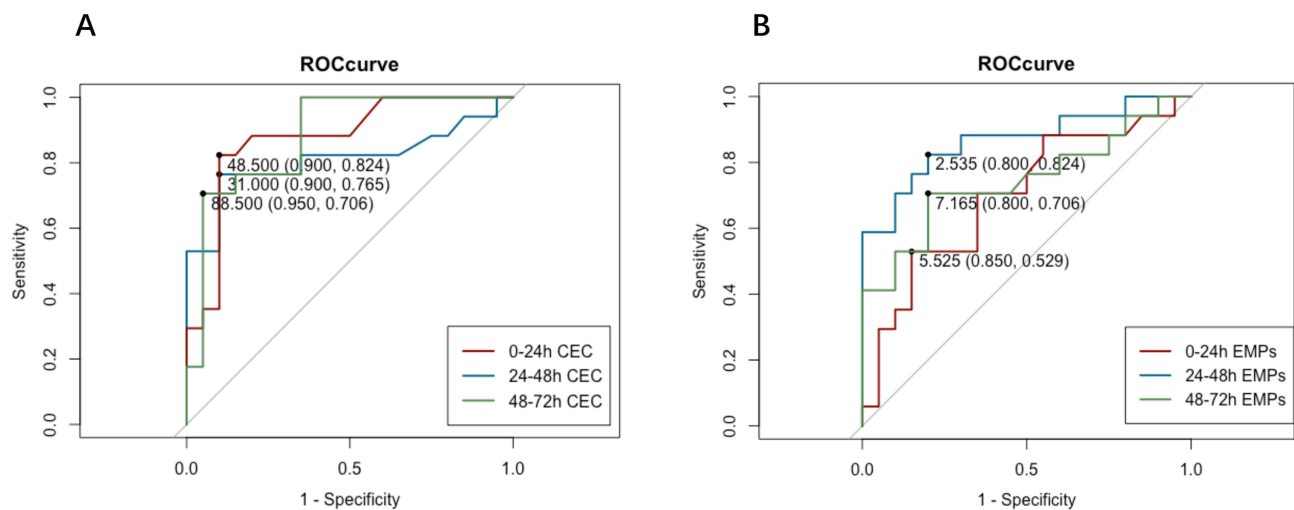 A
ROCcurve
1.0
0.8
0.6
0.4
0.2
0.0
Sensitivity
48.500 (0.900, 0.824)
31.000 (0.900, 0.765)
88.500 (0.950, 0.706)
0-24h CEC
24-48h CEC
48-72h CEC
0.0
0.5
1.0
1 - Specificity
B
ROCcurve
1.0
0.8
0.6
0.4
0.2
0.0
Sensitivity
2.535 (0.800, 0.824)
7.165 (0.800, 0.706)
5.525 (0.850, 0.529)
0-24h EMPs
24-48h EMPs
48-72h EMPs
0.0
0.5
1.0
1 - Specificity